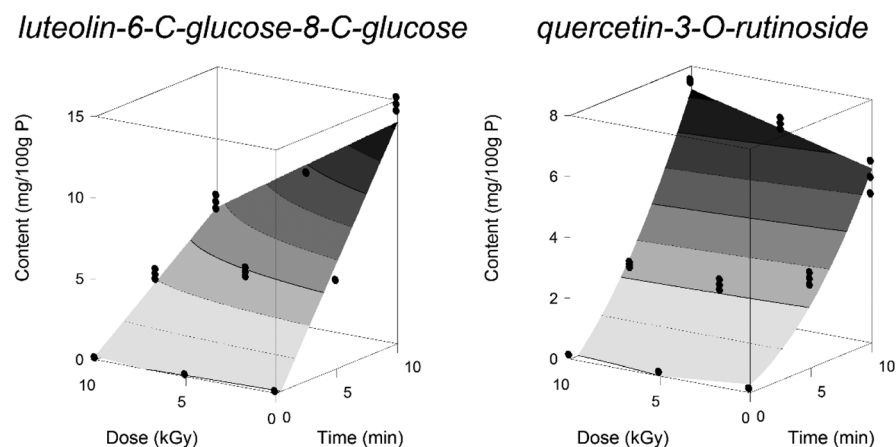 luteolin-6-C-glucose-8-C-glucose
Content (mg/100g P)
15
10
5
0
10
5
0
Dose (kGy)
0
5
10
Time (min)
quercetin-3-O-rutinoside
Content (mg/100g P)
8
6
4
2
0
10
5
0
Dose (kGy)
0
5
10
Time (min)